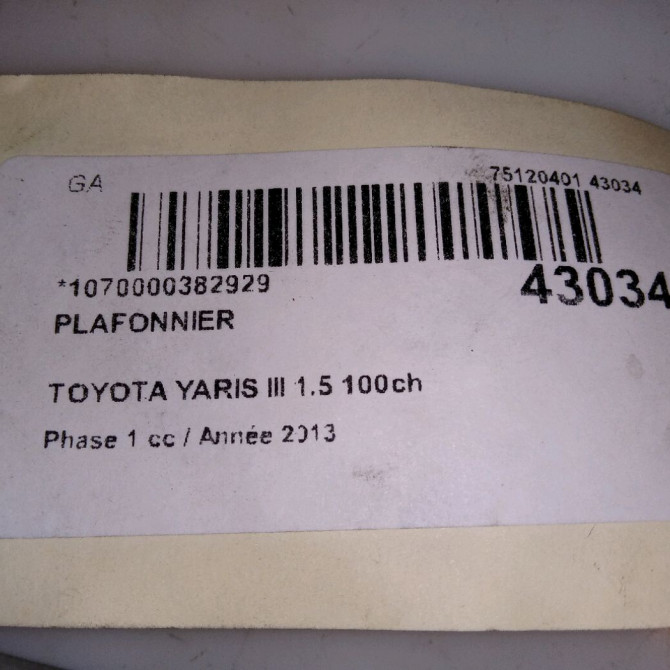 GA
75120401 43034
*1070000382929
43034
PLAFONNIER
TOYOTA YARIS III 1.5 100ch
Phase 1 cc / Année 2013